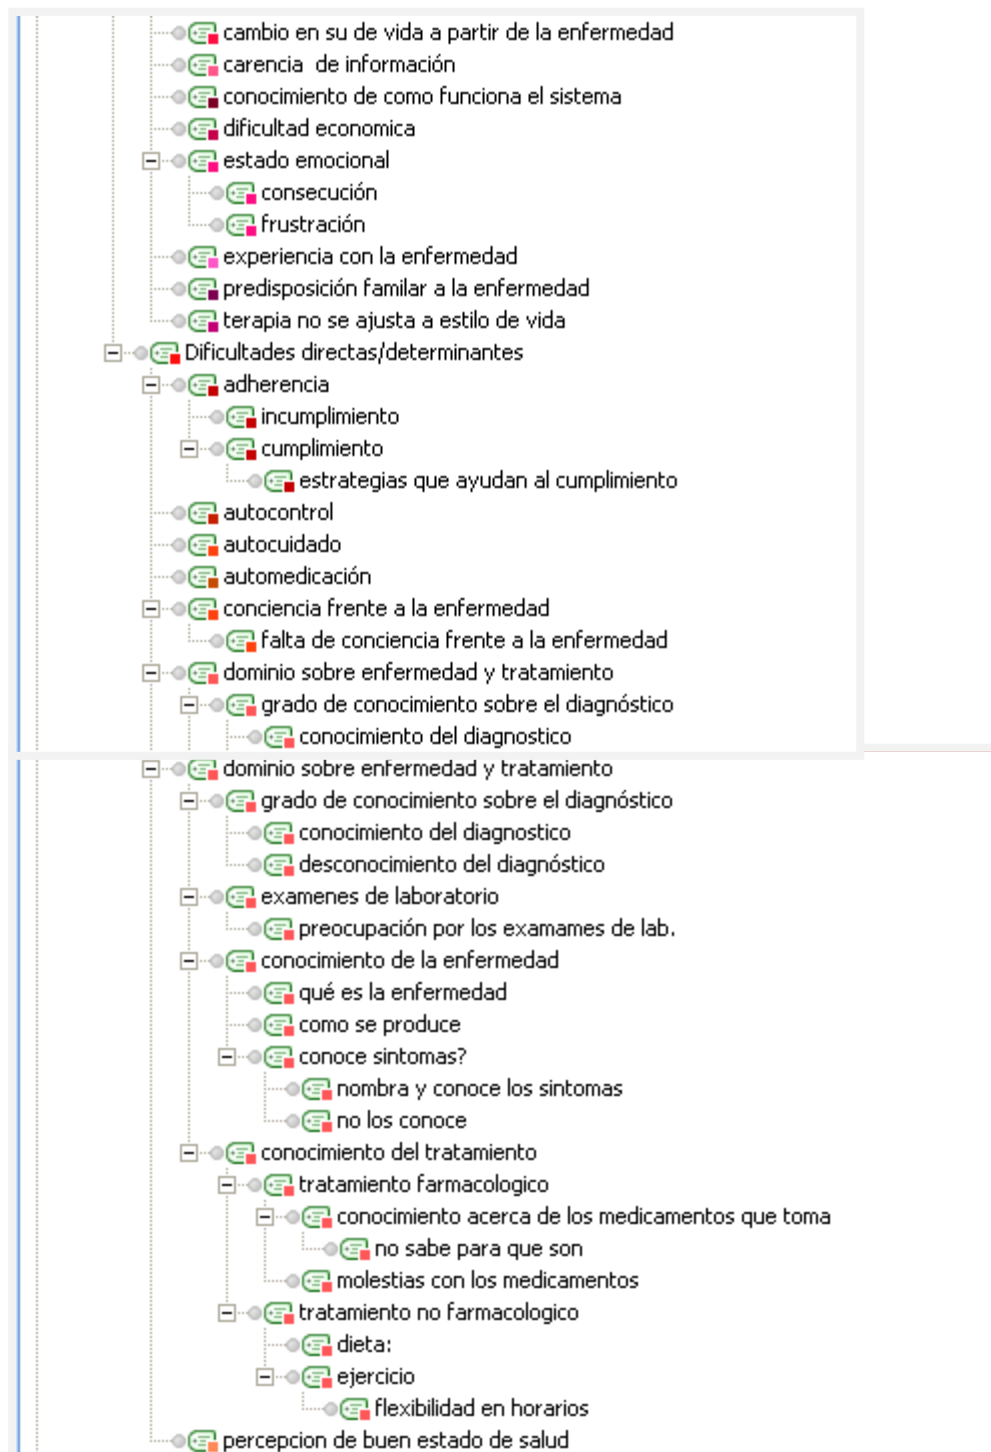 cambio en su de vida a partir de la enfermedad
carencia  de información
conocimiento de como funciona el sistema
dificultad economica
estado emocional
consecución
frustración
experiencia con la enfermedad
predisposición familar a la enfermedad
terapia no se ajusta a estilo de vida
Dificultades directas/determinantes
adherencia
incumplimiento
cumplimiento
estrategias que ayudan al cumplimiento
autocontrol
autocuidado
automedicación
conciencia frente a la enfermedad
falta de conciencia frente a la enfermedad
dominio sobre enfermedad y tratamiento
grado de conocimiento sobre el diagnóstico
conocimiento del diagnostico
dominio sobre enfermedad y tratamiento
grado de conocimiento sobre el diagnóstico
conocimiento del diagnostico
desconocimiento del diagnóstico
examenes de laboratorio
preocupación por los examames de lab.
conocimiento de la enfermedad
qué es la enfermedad
como se produce
conoce sintomas?
nombra y conoce los sintomas
no los conoce
conocimiento del tratamiento
tratamiento farmacologico
conocimiento acerca de los medicamentos que toma
no sabe para que son
molestias con los medicamentos
tratamiento no farmacologico
dieta:
ejercicio
flexibilidad en horarios
percepcion de buen estado de salud